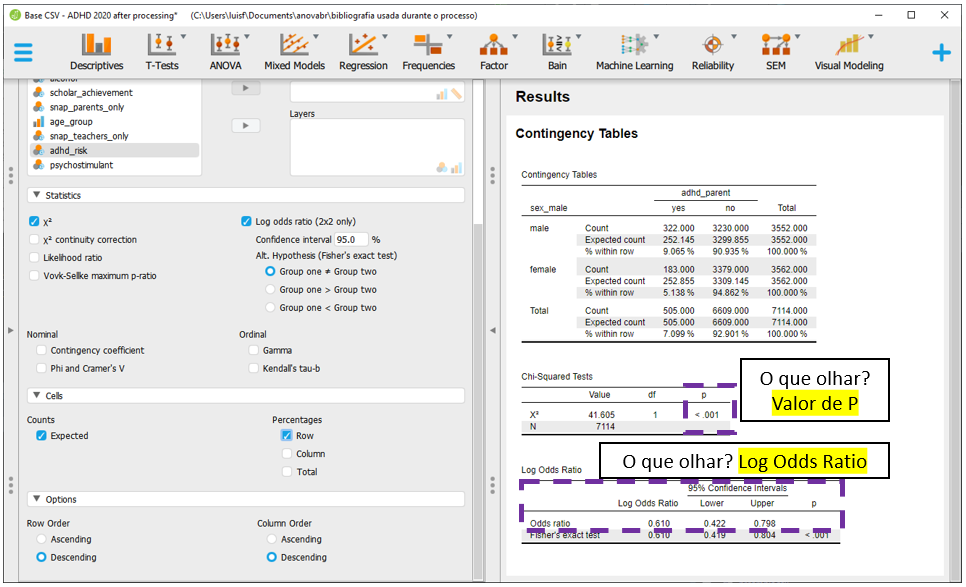 Base CSV - ADHD 2020 after processing* (C:\Users\luisf\Documents\anovabr\bibliografia usada durante o processo)
Descriptives T-Tests ANOVA Mixed Models Regression Frequencies Factor Bain Machine Learning Reliability SEM Visual Modeling
alcohol
scholar_achievement
snap_parents_only
age_group
snap_teachers_only
adhd_risk
psychostimulant
Layers
Statistics
χ²
χ² continuity correction
Likelihood ratio
Vovk-Sellke maximum p-ratio
Log odds ratio (2x2 only)
Confidence interval 95.0 %
Alt. Hypothesis (Fisher's exact test)
Group one ≠ Group two
Group one > Group two
Group one < Group two
Nominal
Contingency coefficient
Phi and Cramer's V
Ordinal
Gamma
Kendall's tau-b
Cells
Counts
Expected
Percentages
Row
Column
Total
Options
Row Order
Ascending
Descending
Column Order
Ascending
Descending
Results
Contingency Tables
Contingency Tables
adhd_parent
sex_male yes no Total
male Count 322.000 3230.000 3552.000
Expected count 252.145 3299.855 3552.000
% within row 9.065 % 90.935 % 100.000 %
female Count 183.000 3379.000 3562.000
Expected count 252.855 3309.145 3562.000
% within row 5.138 % 94.862 % 100.000 %
Total Count 505.000 6609.000 7114.000
Expected count 505.000 6609.000 7114.000
% within row 7.099 % 92.901 % 100.000 %
Chi-Squared Tests
Value df p
Χ² 41.605 1 < .001
N 7114
O que olhar?
Valor de P
O que olhar? Log Odds Ratio
Log Odds Ratio
95% Confidence Intervals
Log Odds Ratio Lower Upper p
Odds ratio 0.610 0.422 0.798
Fisher's exact test 0.610 0.419 0.804 < .001